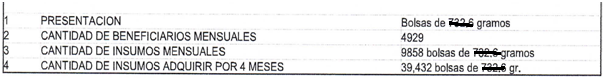 1 PRESENTACION Bolsas de 732,6 gramos
2 CANTIDAD DE BENEFICIARIOS MENSUALES 4929
3 CANTIDAD DE INSUMOS MENSUALES 9858 bolsas de 732,6 gramos
4 CANTIDAD DE INSUMOS ADQUIRIR POR 4 MESES 39,432 bolsas de 732,6 gr.